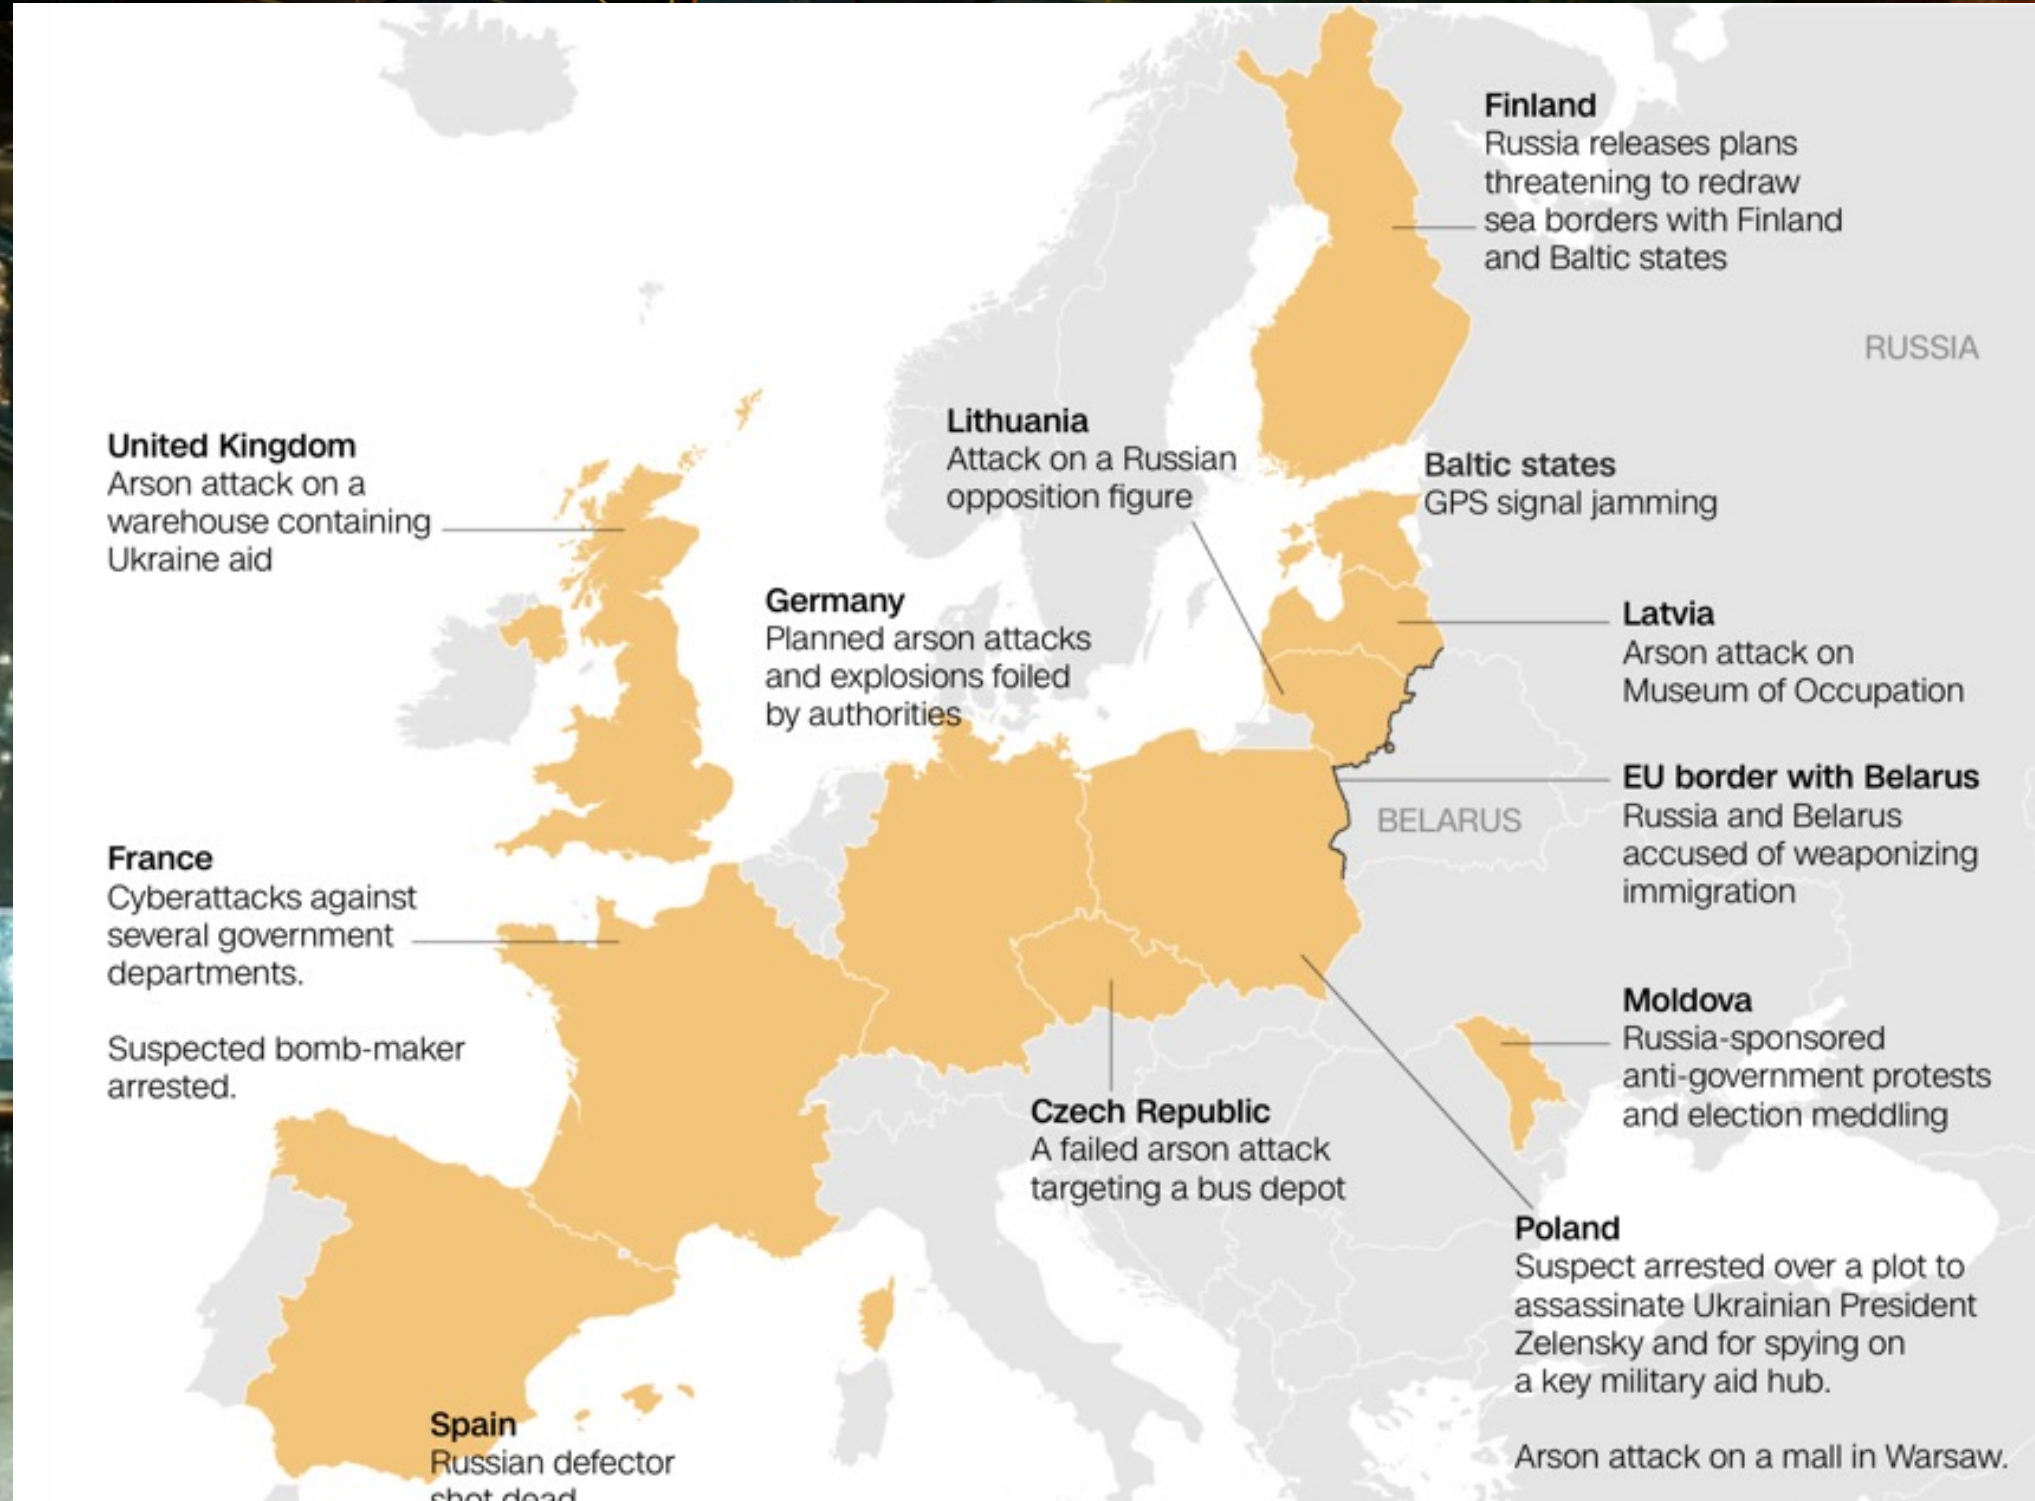 Finland
Russia releases plans
threatening to redraw
sea borders with Finland
and Baltic states
RUSSIA
United Kingdom
Arson attack on a
warehouse containing
Ukraine aid
Lithuania
Attack on a Russian
opposition figure
Baltic states
GPS signal jamming
Germany
Planned arson attacks
and explosions foiled
by authorities
Latvia
Arson attack on
Museum of Occupation
EU border with Belarus
Russia and Belarus
accused of weaponizing
immigration
BELARUS
France
Cyberattacks against
several government
departments.
Suspected bomb-maker
arrested.
Moldova
Russia-sponsored
anti-government protests
and election meddling
Czech Republic
A failed arson attack
targeting a bus depot
Poland
Suspect arrested over a plot to
assassinate Ukrainian President
Zelensky and for spying on
a key military aid hub.
Arson attack on a mall in Warsaw.
Spain
Russian defector
shot dead